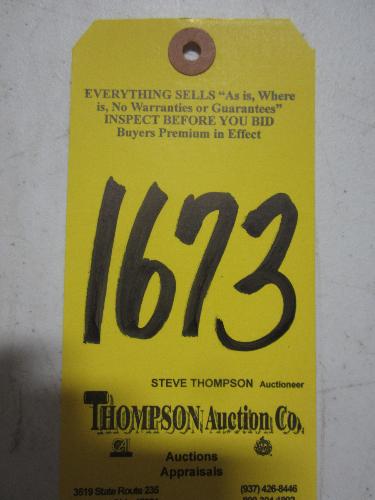 EVERYTHING SELLS “As is, Where
is, No Warranties or Guarantees”
INSPECT BEFORE YOU BID
Buyers Premium in Effect
1673
STEVE THOMPSON Auctioneer
THOMPSON Auction Co.
Auctions
Appraisals
3619 State Route 235
(937) 426-8446